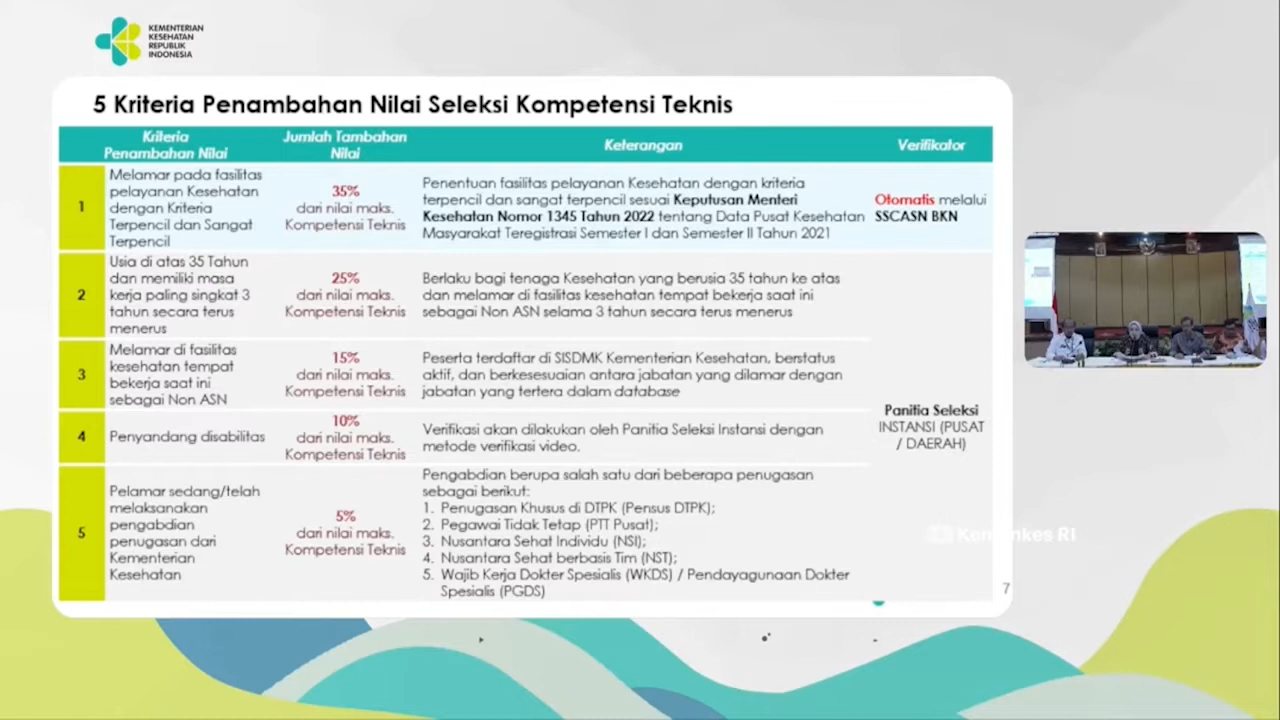 KEMENTERIAN
KESEHATAN
REPUBLIK
INDONESIA
5 Kriteria Penambahan Nilai Seleksi Kompetensi Teknis
Kriteria
Penambahan Nilai
Jumlah Tambahan
Nilai
Keterangan
Verifikator
1
Melamar pada fasilitas
pelayanan Kesehatan
dengan Kriteria
Terpencil dan Sangat
Terpencil
35%
dari nilai maks.
Kompetensi Teknis
Penentuan fasilitas pelayanan Kesehatan dengan kriteria
terpencil dan sangat terpencil sesuai Keputusan Menteri
Kesehatan Nomor 1345 Tahun 2022 tentang Data Pusat Kesehatan
Masyarakat Teregistrasi Semester I dan Semester II Tahun 2021
Otomatis melalui
SSCASN BKN
2
Usia di atas 35 Tahun
dan memiliki masa
kerja paling singkat 3
tahun secara terus
menerus
25%
dari nilai maks.
Kompetensi Teknis
Berlaku bagi tenaga Kesehatan yang berusia 35 tahun ke atas
dan melamar di fasilitas kesehatan tempat bekerja saat ini
sebagai Non ASN selama 3 tahun secara terus menerus
3
Melamar di fasilitas
kesehatan tempat
bekerja saat ini
sebagai Non ASN
15%
dari nilai maks.
Kompetensi Teknis
Peserta terdaftar di SISDMK Kementerian Kesehatan, berstatus
aktif, dan berkesesuaian antara jabatan yang dilamar dengan
jabatan yang tertera dalam database
4
Penyandang disabilitas
10%
dari nilai maks.
Kompetensi Teknis
Verifikasi akan dilakukan oleh Panitia Seleksi Instansi dengan
metode verifikasi video.
Panitia Seleksi
INSTANSI (PUSAT
/ DAERAH)
5
Pelamar sedang/telah
melaksanakan
pengabdian
penugasan dari
Kementerian
Kesehatan
5%
dari nilai maks.
Kompetensi Teknis
Pengabdian berupa salah satu dari beberapa penugasan
sebagai berikut:
1. Penugasan Khusus di DTPK (Pensus DTPK);
2. Pegawai Tidak Tetap (PTT Pusat);
3. Nusantara Sehat Individu (NSI);
4. Nusantara Sehat berbasis Tim (NST);
5. Wajib Kerja Dokter Spesialis (WKDS) / Pendayagunaan Dokter
Spesialis (PGDS)
Kemenkes RI
7